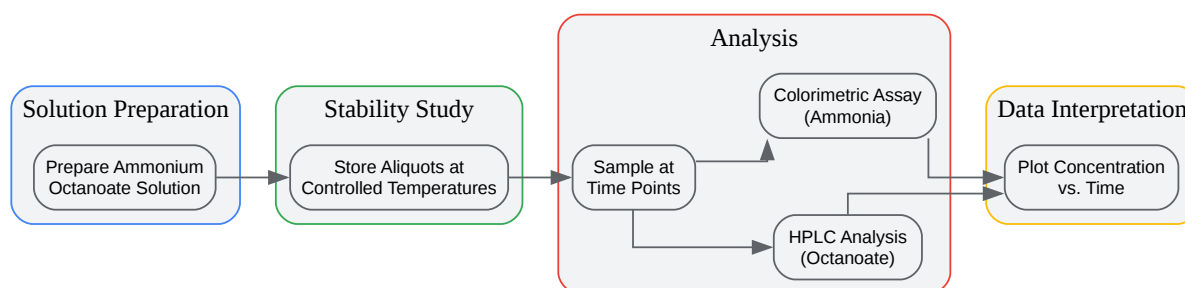 Solution Preparation
Prepare Ammonium
Octanoate Solution
Stability Study
Store Aliquots at
Controlled Temperatures
Analysis
Sample at
Time Points
Colorimetric Assay
(Ammonia)
HPLC Analysis
(Octanoate)
Data Interpretation
Plot Concentration
vs. Time